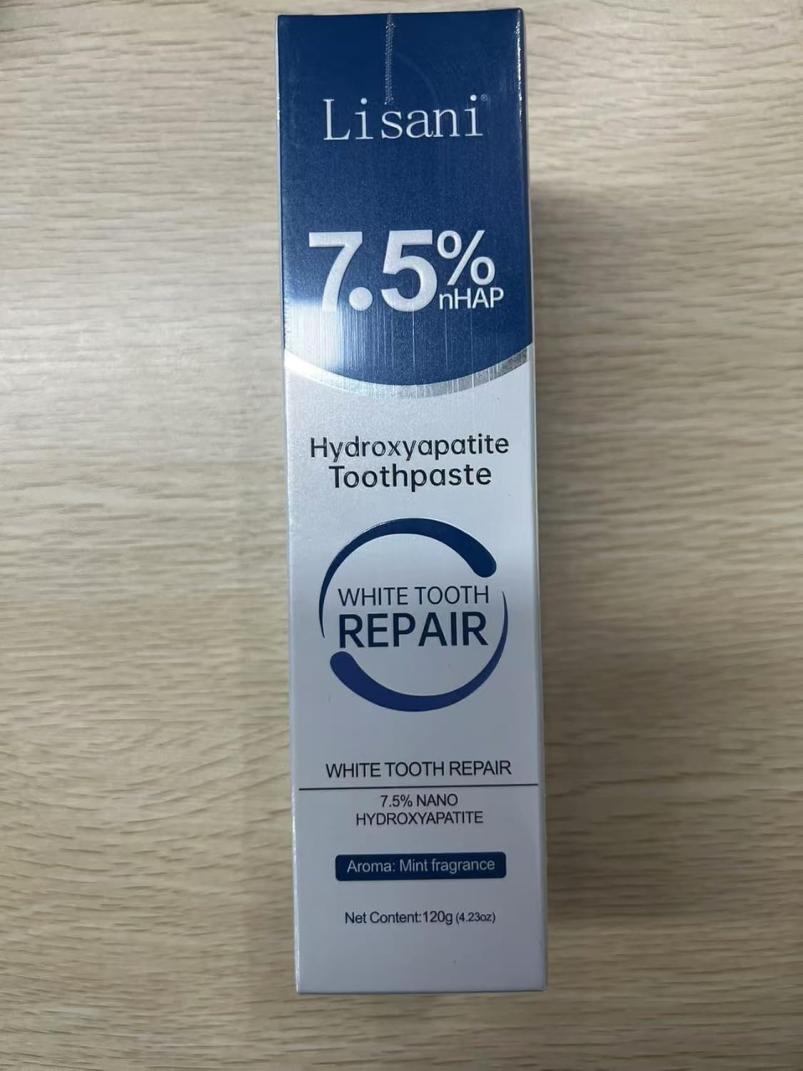 Lisani®
7.5%
nHAP
Hydroxyapatite
Toothpaste
WHITE TOOTH
REPAIR
WHITE TOOTH REPAIR
7.5% NANO
HYDROXYAPATITE
Aroma: Mint fragrance
Net Content:120g (4.23oz)